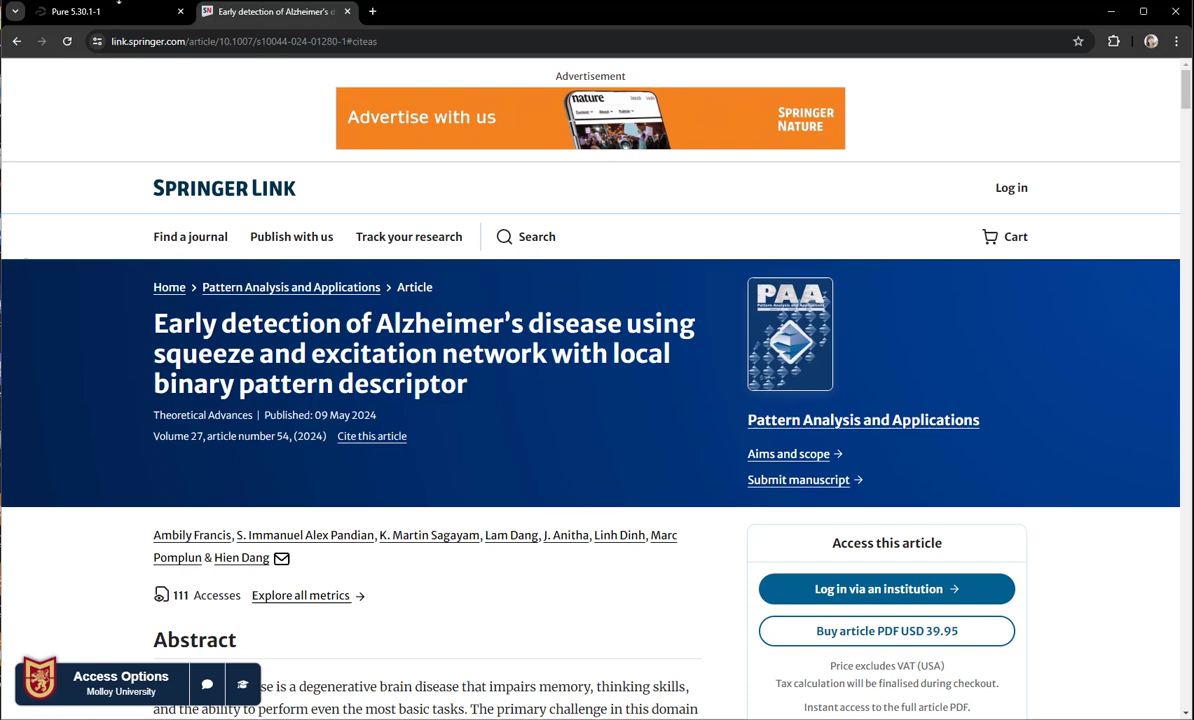 Pure 5.30.1-1
Early detection of Alzheimer's d
link.springer.com/article/10.1007/s10044-024-01280-1#citeas
Advertisement
Advertise with us
nature
SPRINGER
NATURE
SPRINGER LINK
Log in
Find a journal
Publish with us
Track your research
Search
Cart
Home > Pattern Analysis and Applications > Article
Early detection of Alzheimer's disease using
squeeze and excitation network with local
binary pattern descriptor
Theoretical Advances | Published: 09 May 2024
Volume 27, article number 54, (2024) Cite this article
PAA
Pattern Analysis and Applications
Aims and scope →
Submit manuscript →
Ambily Francis, S. Immanuel Alex Pandian, K. Martin Sagayam, Lam Dang, J. Anitha, Linh Dinh, Marc
Pomplun & Hien Dang
111 Accesses Explore all metrics →
Abstract
se is a degenerative brain disease that impairs memory, thinking skills,
and the ability to perform even the most basic tasks. The primary challenge in this domain
Access this article
Log in via an institution →
Buy article PDF USD 39.95
Price excludes VAT (USA)
Tax calculation will be finalised during checkout.
Instant access to the full article PDF.
Access Options
Molloy University